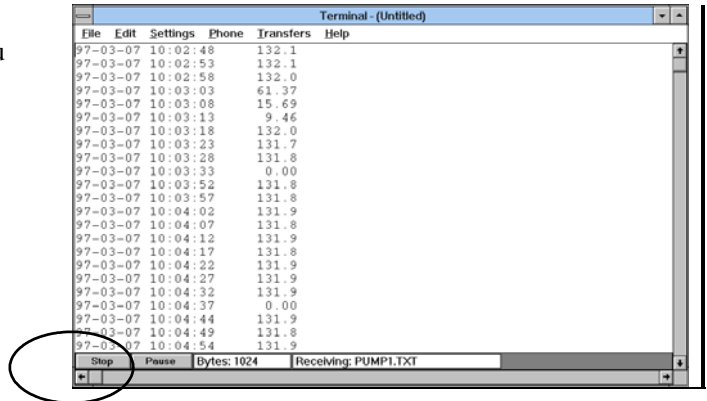 Terminal - (Untitled)
File Edit Settings Phone Transfers Help
97-03-07 10:02:48 132.1
97-03-07 10:02:53 132.1
97-03-07 10:02:58 132.0
97-03-07 10:03:03 61.37
97-03-07 10:03:08 15.69
97-03-07 10:03:13 9.46
97-03-07 10:03:18 132.0
97-03-07 10:03:23 131.7
97-03-07 10:03:28 131.8
97-03-07 10:03:33 0.00
97-03-07 10:03:52 131.8
97-03-07 10:03:57 131.8
97-03-07 10:04:02 131.9
97-03-07 10:04:07 131.8
97-03-07 10:04:12 131.9
97-03-07 10:04:17 131.8
97-03-07 10:04:22 131.9
97-03-07 10:04:27 131.9
97-03-07 10:04:32 131.9
97-03-07 10:04:37 0.00
97-03-07 10:04:44 131.9
97-03-07 10:04:49 131.8
97-03-07 10:04:54 131.9
Stop Pause Bytes: 1024 Receiving: PUMP1.TXT